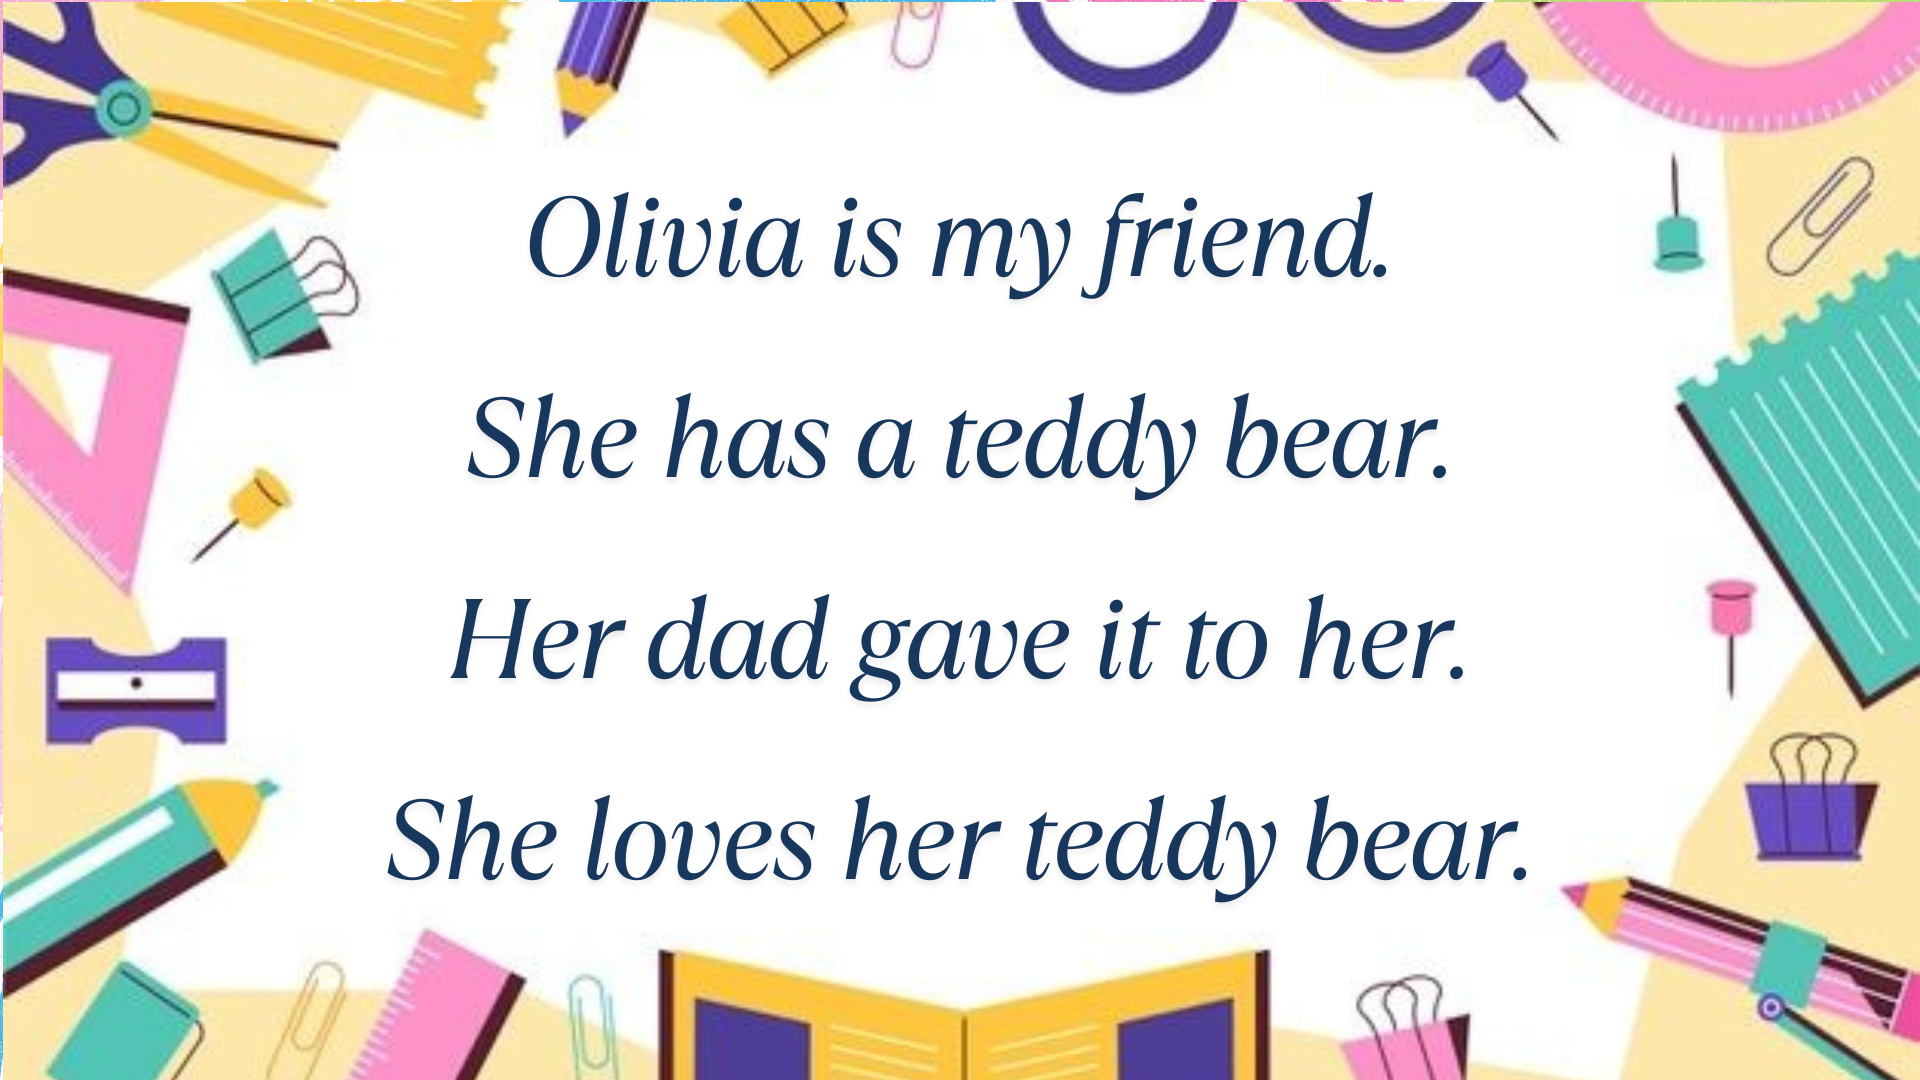 Olivia is my friend.
She has a teddy bear.
Her dad gave it to her.
She loves her teddy bear.